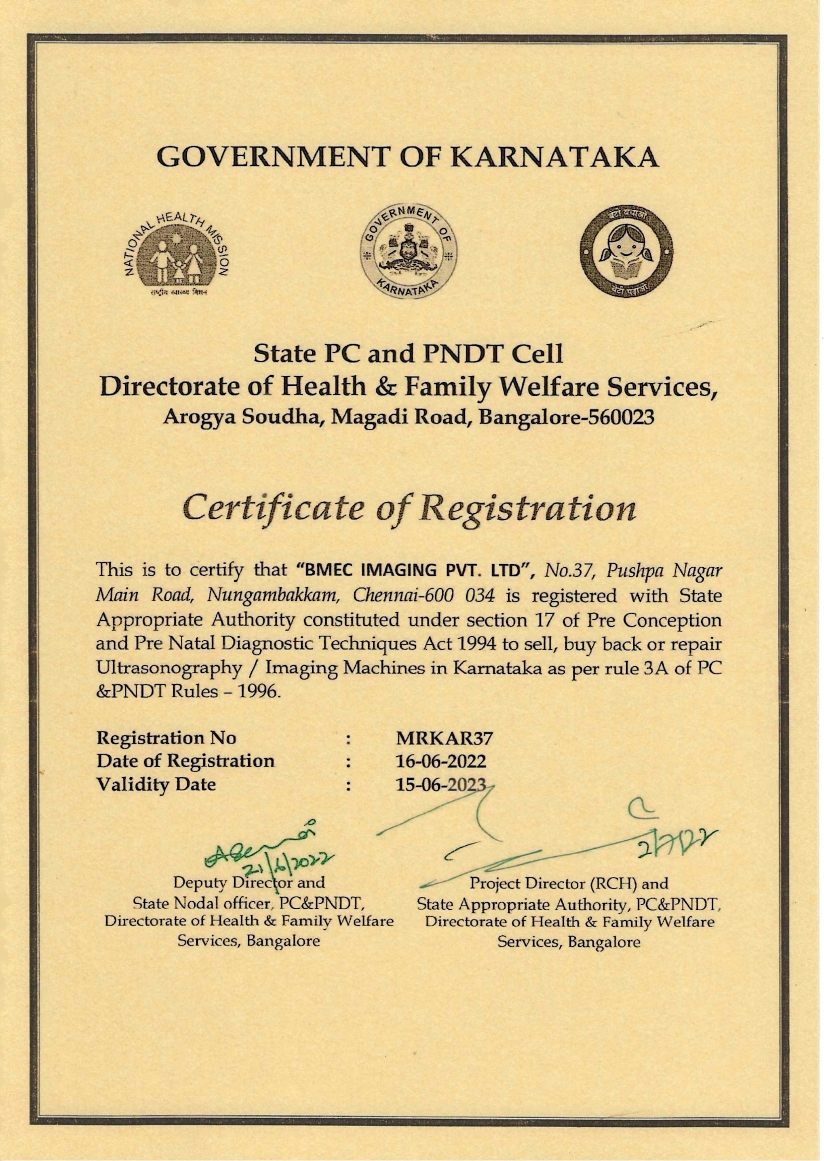 GOVERNMENT OF KARNATAKA
NATIONAL HEALTH MISSION
राष्ट्रीय स्वास्थ्य मिशन
GOVERNMENT OF
KARNATAKA
बेटी बचाओ
बेटी पढ़ाओ
State PC and PNDT Cell
Directorate of Health & Family Welfare Services,
Arogya Soudha, Magadi Road, Bangalore-560023
Certificate of Registration
This is to certify that “BMEC IMAGING PVT. LTD”, No.37, Pushpa Nagar
Main Road, Nungambakkam, Chennai-600 034 is registered with State
Appropriate Authority constituted under section 17 of Pre Conception
and Pre Natal Diagnostic Techniques Act 1994 to sell, buy back or repair
Ultrasonography / Imaging Machines in Karnataka as per rule 3A of PC
&PNDT Rules – 1996.
Registration No : MRKAR37
Date of Registration : 16-06-2022
Validity Date : 15-06-2023
21/6/2022
2/7/22
Deputy Director and
State Nodal officer, PC&PNDT,
Directorate of Health & Family Welfare
Services, Bangalore
Project Director (RCH) and
State Appropriate Authority, PC&PNDT,
Directorate of Health & Family Welfare
Services, Bangalore